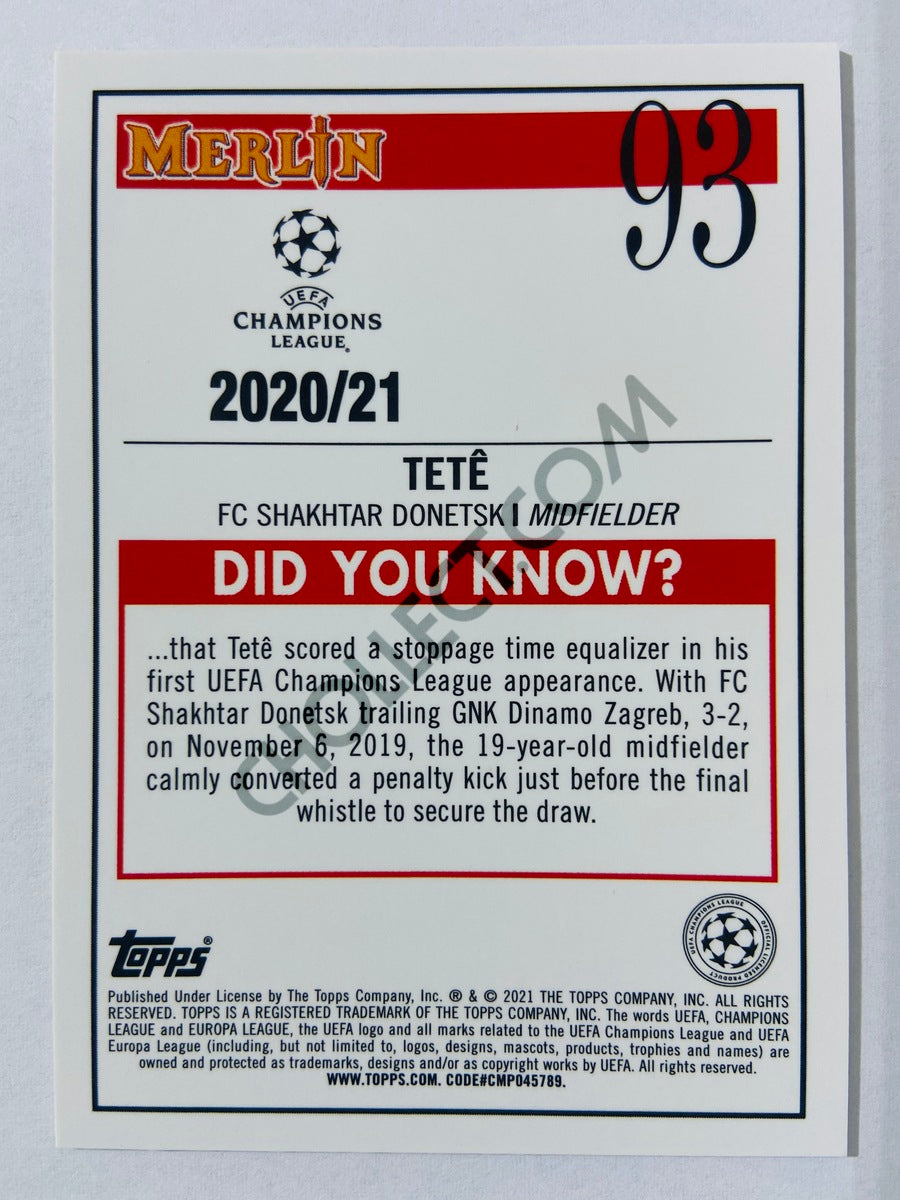 MERLIN
93
UEFA
CHAMPIONS
LEAGUE®
2020/21
TETÊ
FC SHAKHTAR DONETSK | MIDFIELDER
DID YOU KNOW?
...that Tetê scored a stoppage time equalizer in his
first UEFA Champions League appearance. With FC
Shakhtar Donetsk trailing GNK Dinamo Zagreb, 3-2,
on November 6, 2019, the 19-year-old midfielder
calmly converted a penalty kick just before the final
whistle to secure the draw.
CHOLLECT.COM
topps®
UEFA CHAMPIONS LEAGUE OFFICIAL LICENSED PRODUCT
Published Under License by The Topps Company, Inc. ® & © 2021 THE TOPPS COMPANY, INC. ALL RIGHTS
RESERVED. TOPPS IS A REGISTERED TRADEMARK OF THE TOPPS COMPANY, INC. The words UEFA, CHAMPIONS
LEAGUE and EUROPA LEAGUE, the UEFA logo and all marks related to the UEFA Champions League and UEFA
Europa League (including, but not limited to, logos, designs, mascots, products, trophies and names) are
owned and protected as trademarks, designs and/or as copyright works by UEFA. All rights reserved.
WWW.TOPPS.COM. CODE#CMP045789.